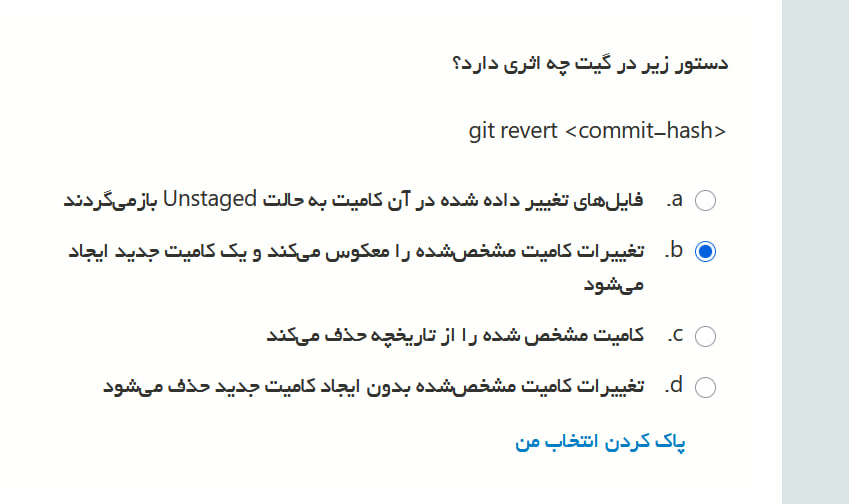 دستور زیر در گیت چه اثری دارد؟
git revert <commit-hash>
a. فایل‌های تغییر داده شده در آن کامیت به حالت Unstaged بازمی‌گردند
b. تغییرات کامیت مشخص‌شده را معکوس می‌کند و یک کامیت جدید ایجاد
می‌شود
c. کامیت مشخص شده را از تاریخچه حذف می‌کند
d. تغییرات کامیت مشخص‌شده بدون ایجاد کامیت جدید حذف می‌شود
پاک کردن انتخاب من